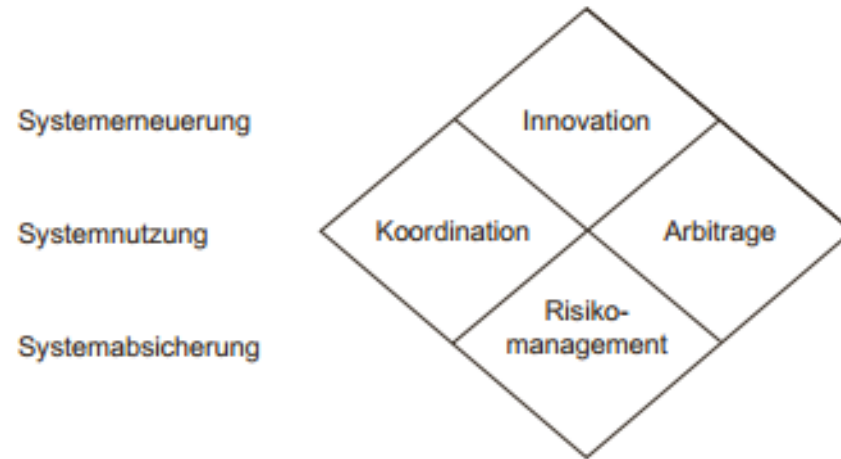 Systemerneuerung
Innovation
Systemnutzung
Koordination
Arbitrage
Systemabsicherung
Risiko-
management